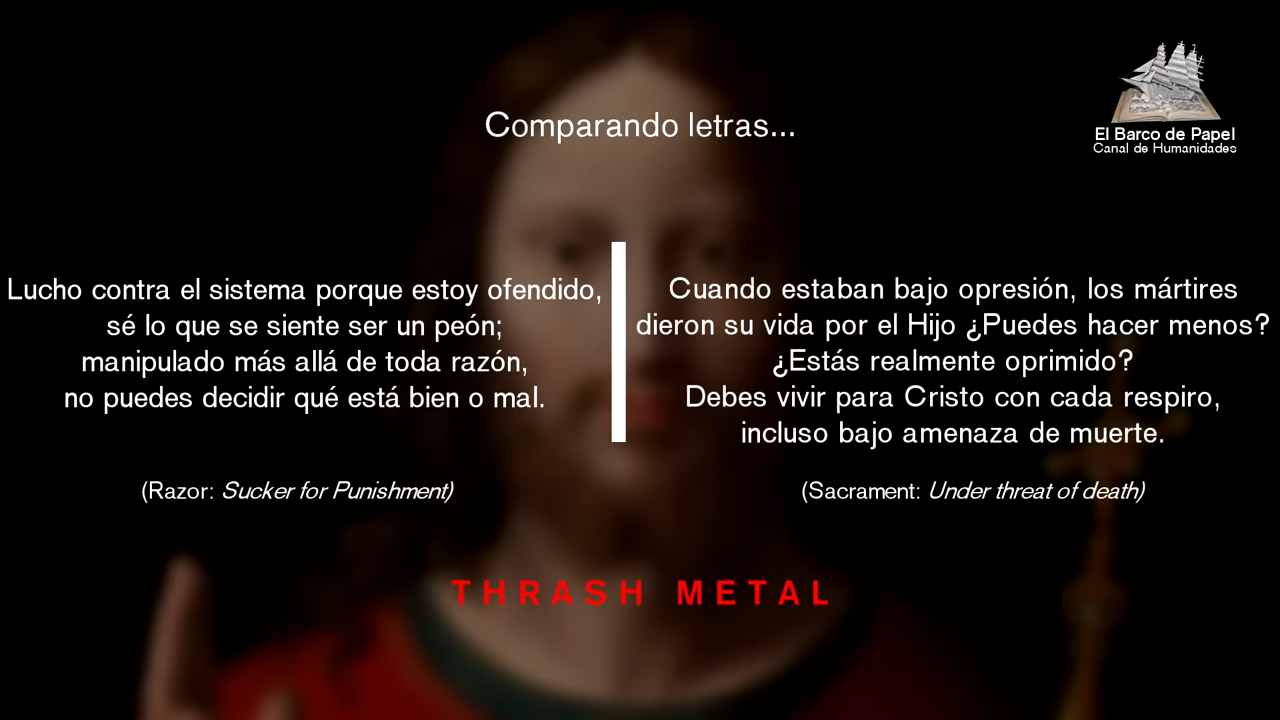 Comparando letras...
El Barco de Papel
Canal de Humanidades
Lucho contra el sistema porque estoy ofendido,
sé lo que se siente ser un peón;
manipulado más allá de toda razón,
no puedes decidir qué está bien o mal.
(Razor: Sucker for Punishment)
Cuando estaban bajo opresión, los mártires
dieron su vida por el Hijo ¿Puedes hacer menos?
¿Estás realmente oprimido?
Debes vivir para Cristo con cada respiro,
incluso bajo amenaza de muerte.
(Sacrament: Under threat of death)
THRASH METAL